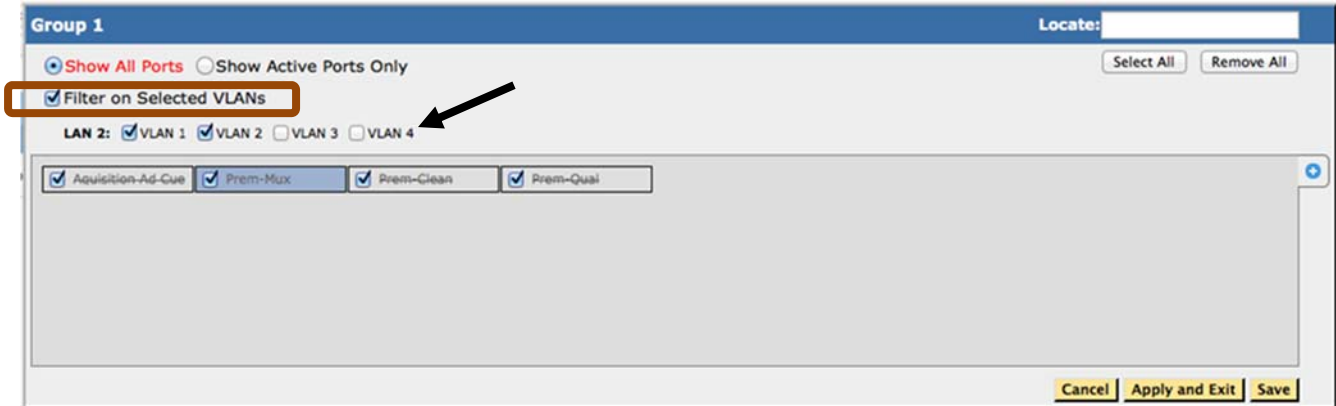 Group 1 Locate:
Show All Ports Show Active Ports Only Select All Remove All
Filter on Selected VLANs
LAN 2: VLAN 1 VLAN 2 VLAN 3 VLAN 4
Aquisition Ad Cue Prem-Mux Prem-Clean Prem-Qual
Cancel Apply and Exit Save